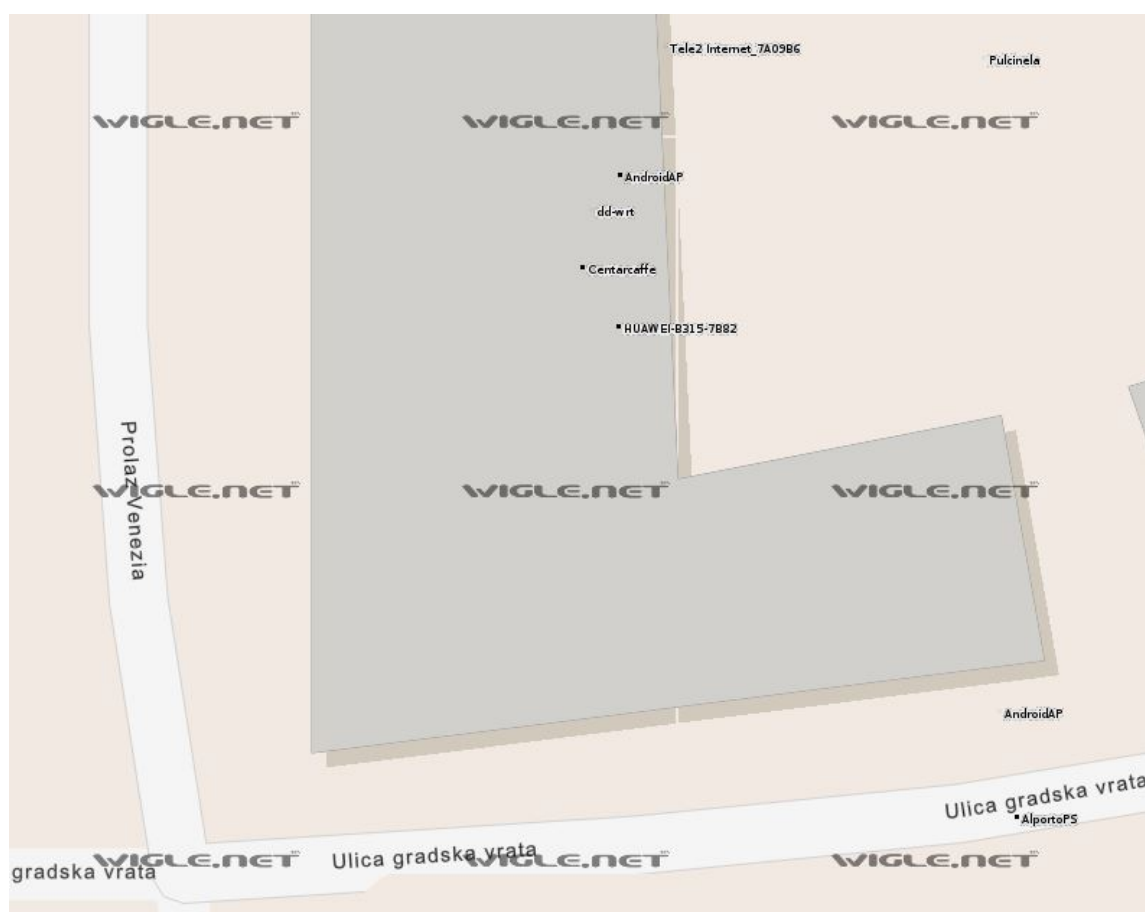 Tele2 Internet_7A09B6
Pulcinela
WIGLE.NET
WIGLE.NET
WIGLE.NET
AndroidAP
dd-wrt
Centarcaffe
HUAWEI-B315-7B82
Prolaz Venezia
WIGLE.NET
WIGLE.NET
WIGLE.NET
AndroidAP
Ulica gradska vrata
AlportoPS
Ulica gradska vrata
gradska vrata
WIGLE.NET
WIGLE.NET
WIGLE.NET